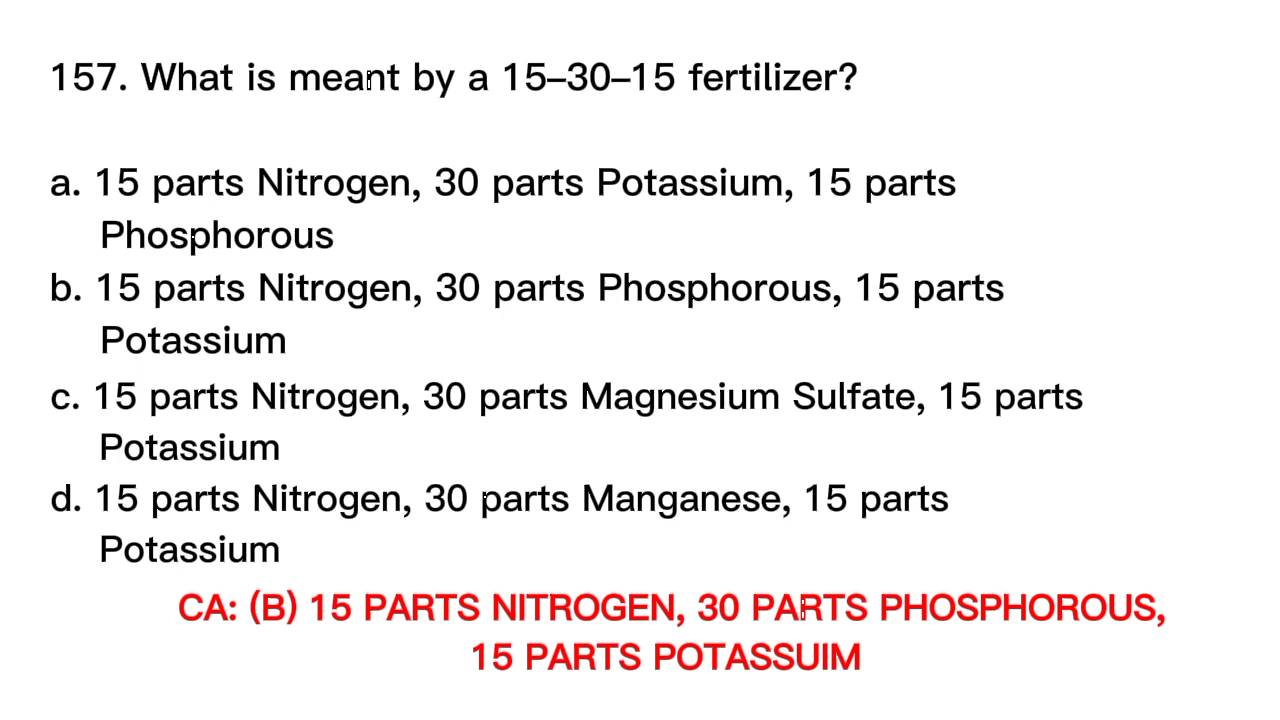 157. What is meant by a 15–30–15 fertilizer?
a. 15 parts Nitrogen, 30 parts Potassium, 15 parts
Phosphorous
b. 15 parts Nitrogen, 30 parts Phosphorous, 15 parts
Potassium
c. 15 parts Nitrogen, 30 parts Magnesium Sulfate, 15 parts
Potassium
d. 15 parts Nitrogen, 30 parts Manganese, 15 parts
Potassium
CA: (B) 15 PARTS NITROGEN, 30 PARTS PHOSPHOROUS,
15 PARTS POTASSUIM